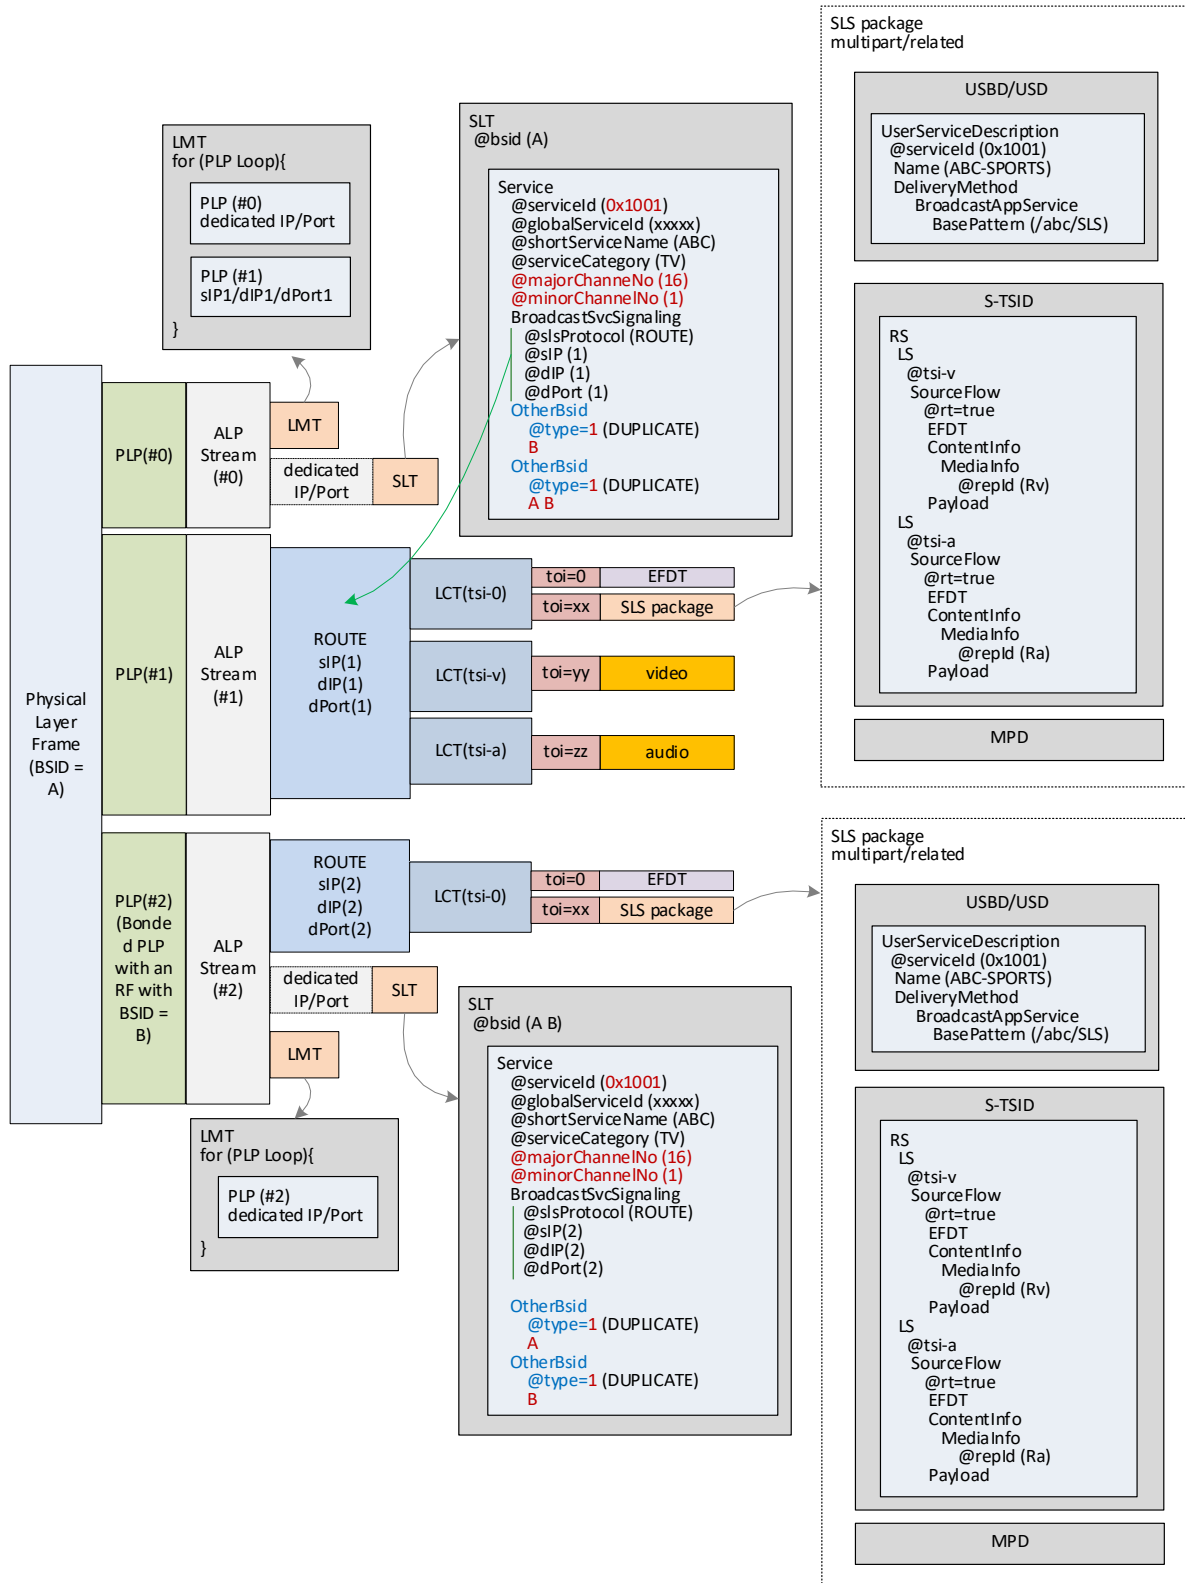 SLS package
multipart/related
USBD/USD
UserServiceDescription
@serviceId (0x1001)
Name (ABC-SPORTS)
DeliveryMethod
BroadcastAppService
BasePattern (/abc/SLS)
S-TSID
RS
LS
@tsi-v
SourceFlow
@rt=true
EFDT
ContentInfo
MediaInfo
@repId (Rv)
Payload
LS
@tsi-a
SourceFlow
@rt=true
EFDT
ContentInfo
MediaInfo
@repId (Ra)
Payload
MPD
LMT
for (PLP Loop){
PLP (#0)
dedicated IP/Port
PLP (#1)
sIP1/dIP1/dPort1
}
SLT
@bsid (A)
Service
@serviceId (0x1001)
@globalServiceId (xxxxx)
@shortServiceName (ABC)
@serviceCategory (TV)
@majorChanneNo (16)
@minorChannelNo (1)
BroadcastSvcSignaling
@slsProtocol (ROUTE)
@sIP (1)
@dIP (1)
@dPort (1)
OtherBsid
@type=1 (DUPLICATE)
B
OtherBsid
@type=1 (DUPLICATE)
A B
Physical
Layer
Frame
(BSID =
A)
PLP(#0)
ALP
Stream
(#0)
LMT
dedicated
IP/Port
SLT
PLP(#1)
ALP
Stream
(#1)
ROUTE
sIP(1)
dIP(1)
dPort(1)
LCT(tsi-0)
toi=0
EFDT
toi=xx
SLS package
LCT(tsi-v)
toi=yy
video
LCT(tsi-a)
toi=zz
audio
PLP(#2)
(Bonde
d PLP
with an
RF with
BSID =
B)
ALP
Stream
(#2)
ROUTE
sIP(2)
dIP(2)
dPort(2)
LCT(tsi-0)
toi=0
EFDT
toi=xx
SLS package
dedicated
IP/Port
SLT
LMT
LMT
for (PLP Loop){
PLP (#2)
dedicated IP/Port
}
SLT
@bsid (A B)
Service
@serviceId (0x1001)
@globalServiceId (xxxxx)
@shortServiceName (ABC)
@serviceCategory (TV)
@majorChannelNo (16)
@minorChannelNo (1)
BroadcastSvcSignaling
@slsProtocol (ROUTE)
@sIP(2)
@dIP(2)
@dPort(2)
OtherBsid
@type=1 (DUPLICATE)
A
OtherBsid
@type=1 (DUPLICATE)
B
SLS package
multipart/related
USBD/USD
UserServiceDescription
@serviceId (0x1001)
Name (ABC-SPORTS)
DeliveryMethod
BroadcastAppService
BasePattern (/abc/SLS)
S-TSID
RS
LS
@tsi-v
SourceFlow
@rt=true
EFDT
ContentInfo
MediaInfo
@repId (Rv)
Payload
LS
@tsi-a
SourceFlow
@rt=true
EFDT
ContentInfo
MediaInfo
@repId (Ra)
Payload
MPD